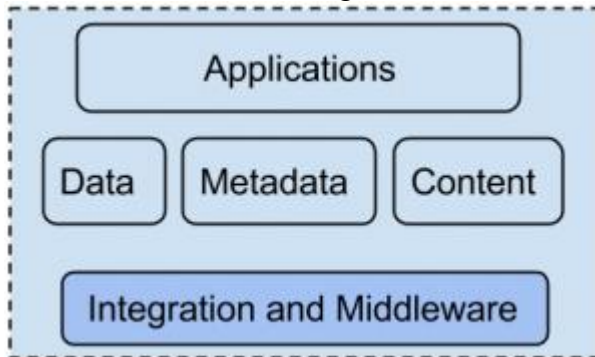 Applications
Data Metadata Content
Integration and Middleware